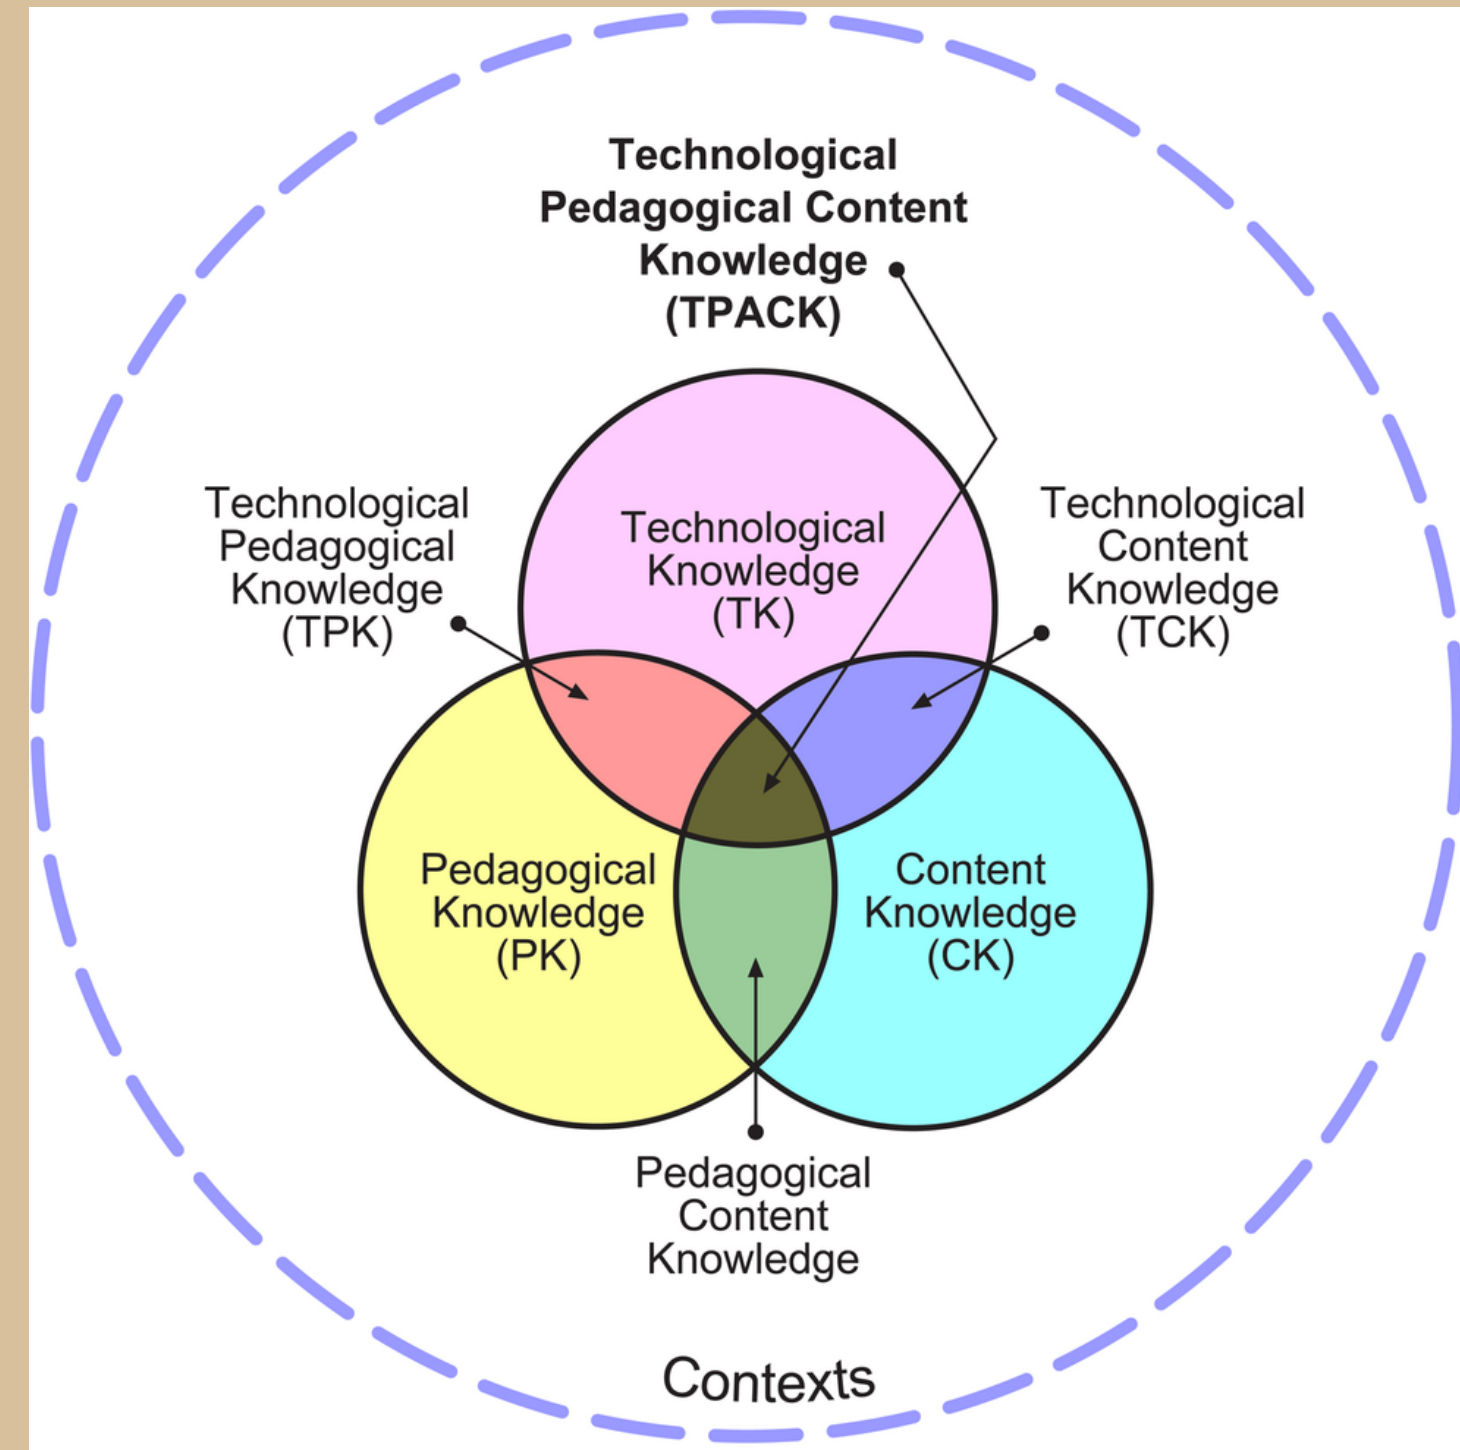 Technological
Pedagogical Content
Knowledge
(TPACK)
Technological
Pedagogical
Knowledge
(TPK)
Technological
Knowledge
(TK)
Technological
Content
Knowledge
(TCK)
Pedagogical
Knowledge
(PK)
Content
Knowledge
(CK)
Pedagogical
Content
Knowledge
Contexts